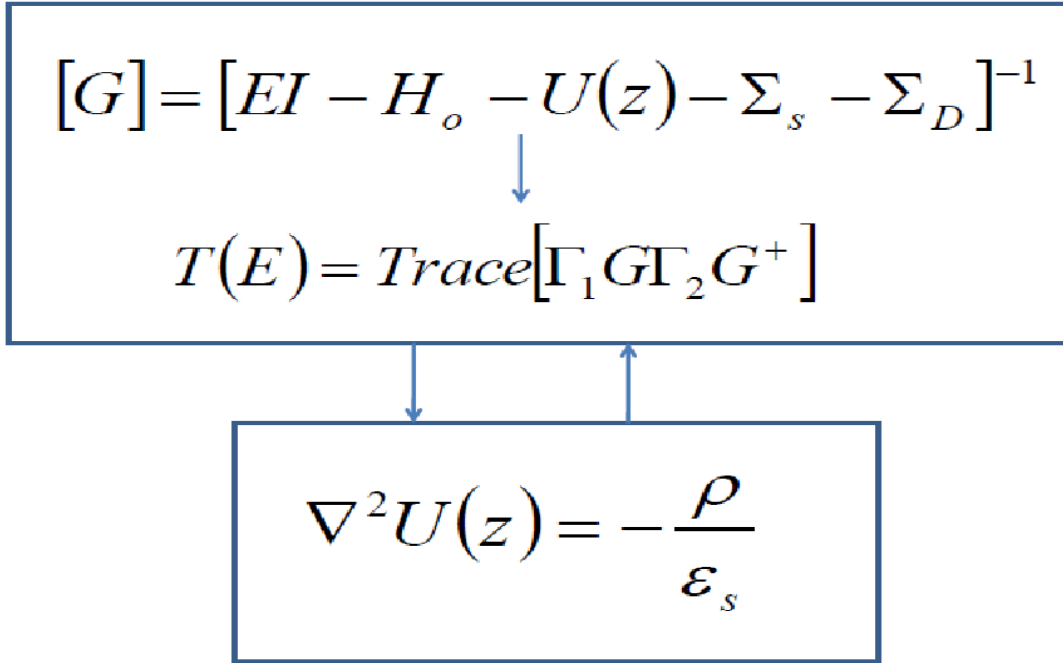 [G] = [EI − H_o − U(z) − Σ_s − Σ_D]^{−1}
T(E) = Trace[Γ_1 G Γ_2 G^+]
∇^2 U(z) = − ρ / ε_s